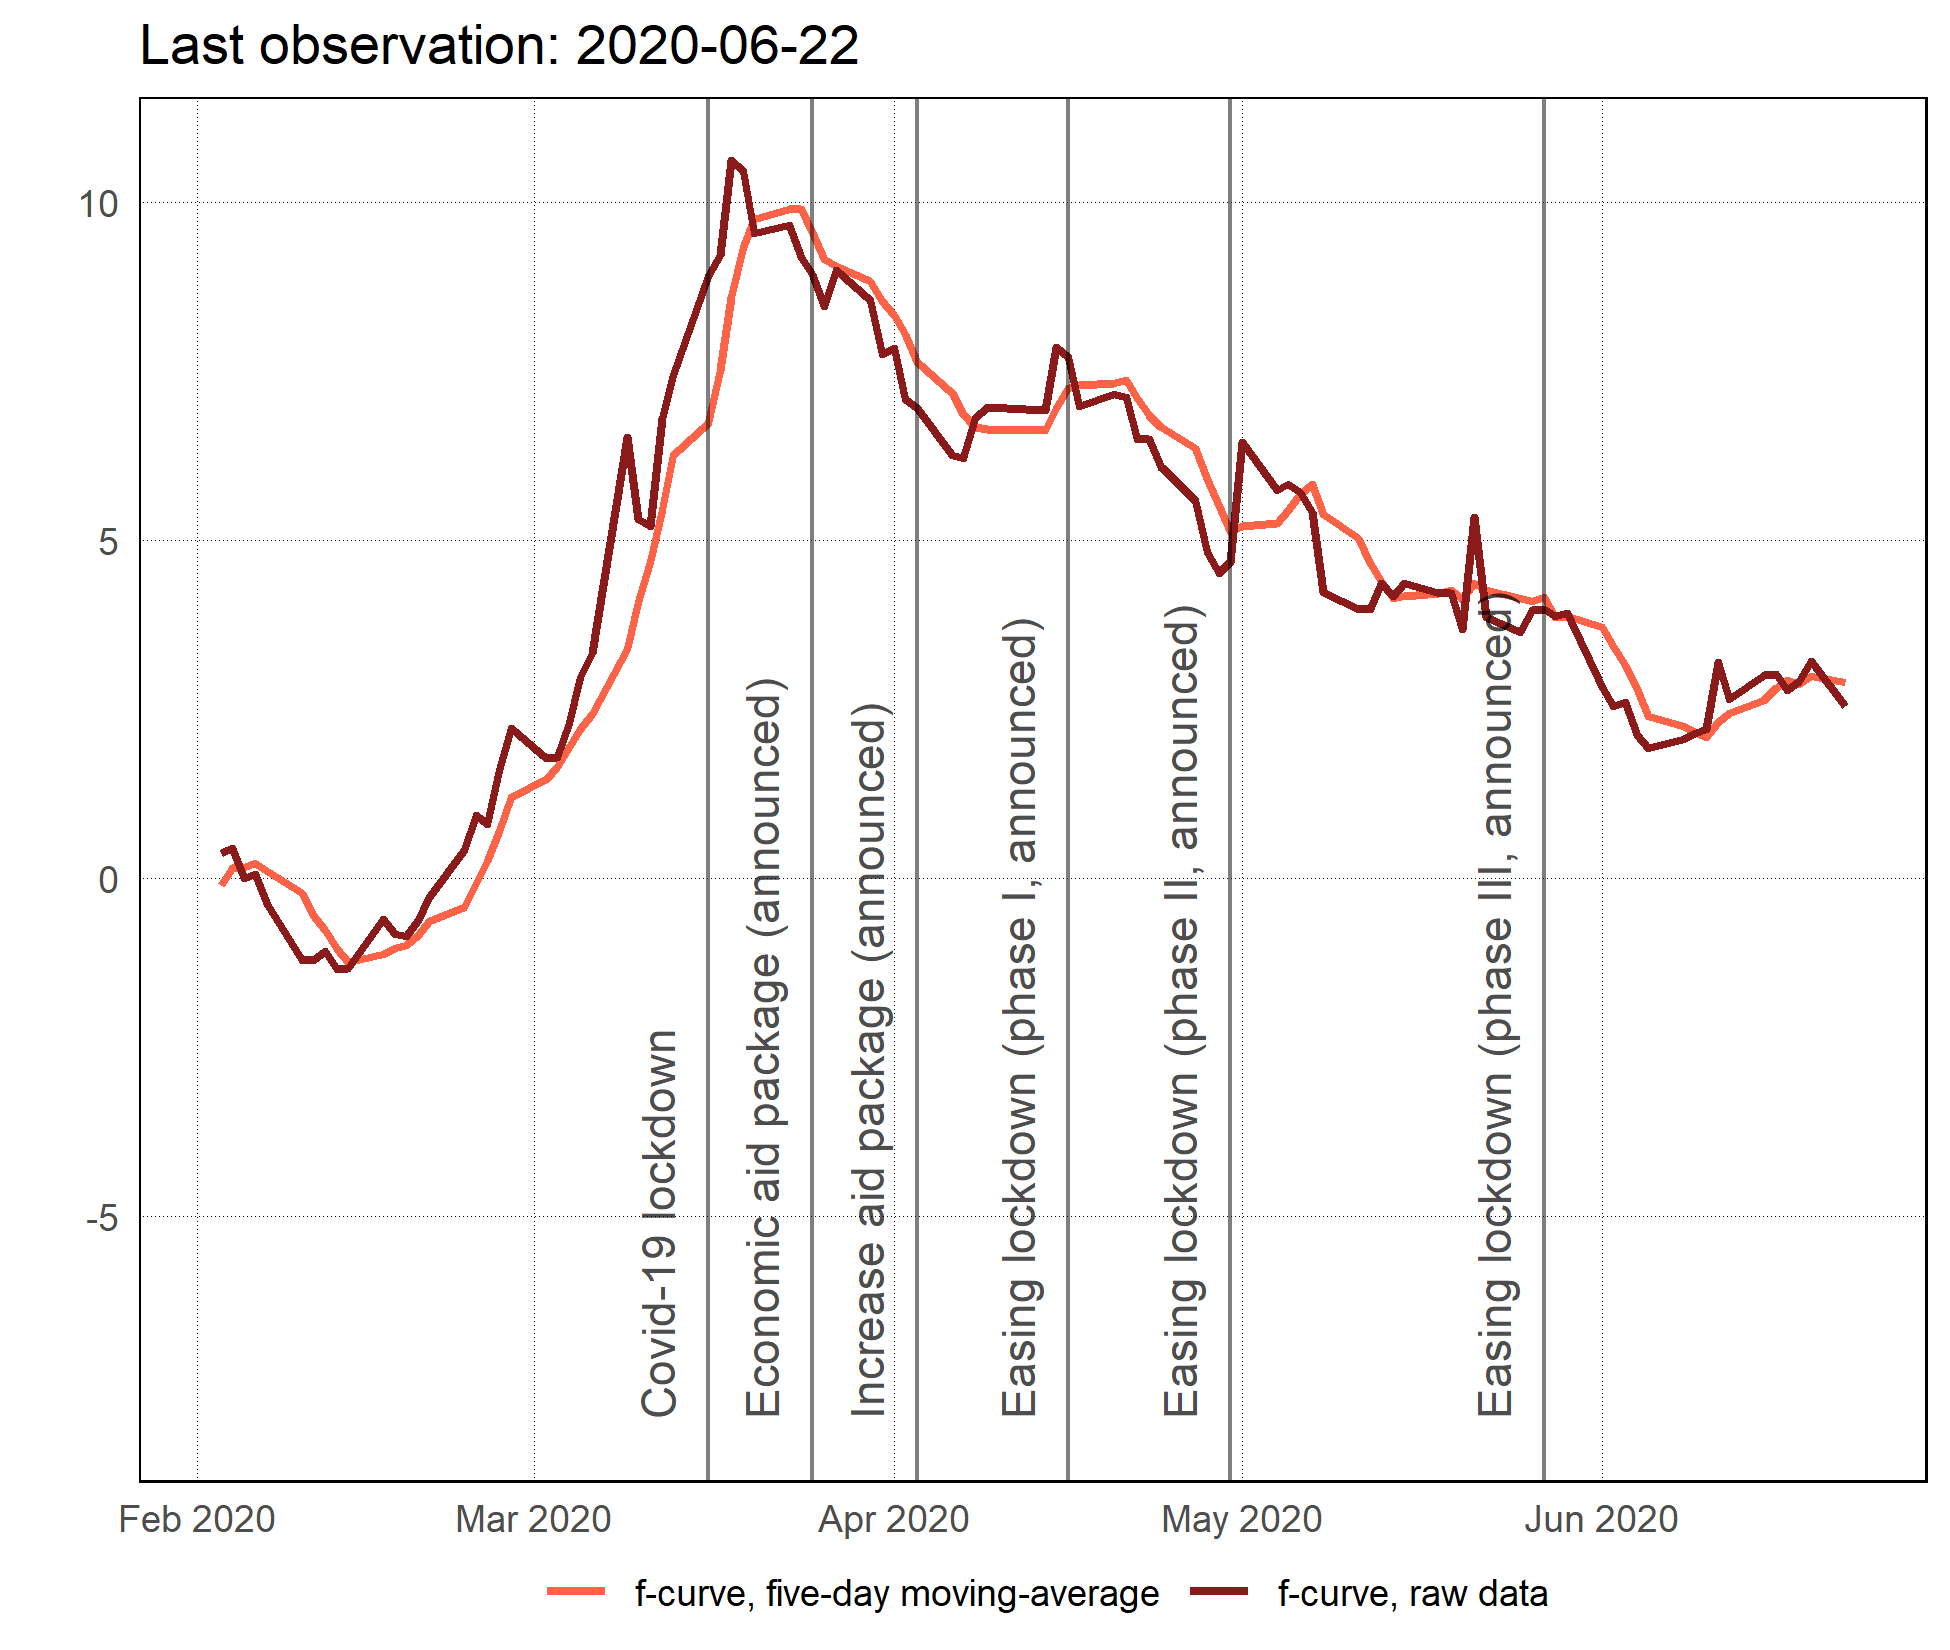 Last observation: 2020-06-22
10
5
0
-5
Covid-19 lockdown
Economic aid package (announced)
Increase aid package (announced)
Easing lockdown (phase I, announced)
Easing lockdown (phase II, announced)
Easing lockdown (phase III, announced)
Feb 2020
Mar 2020
Apr 2020
May 2020
Jun 2020
f-curve, five-day moving-average
f-curve, raw data